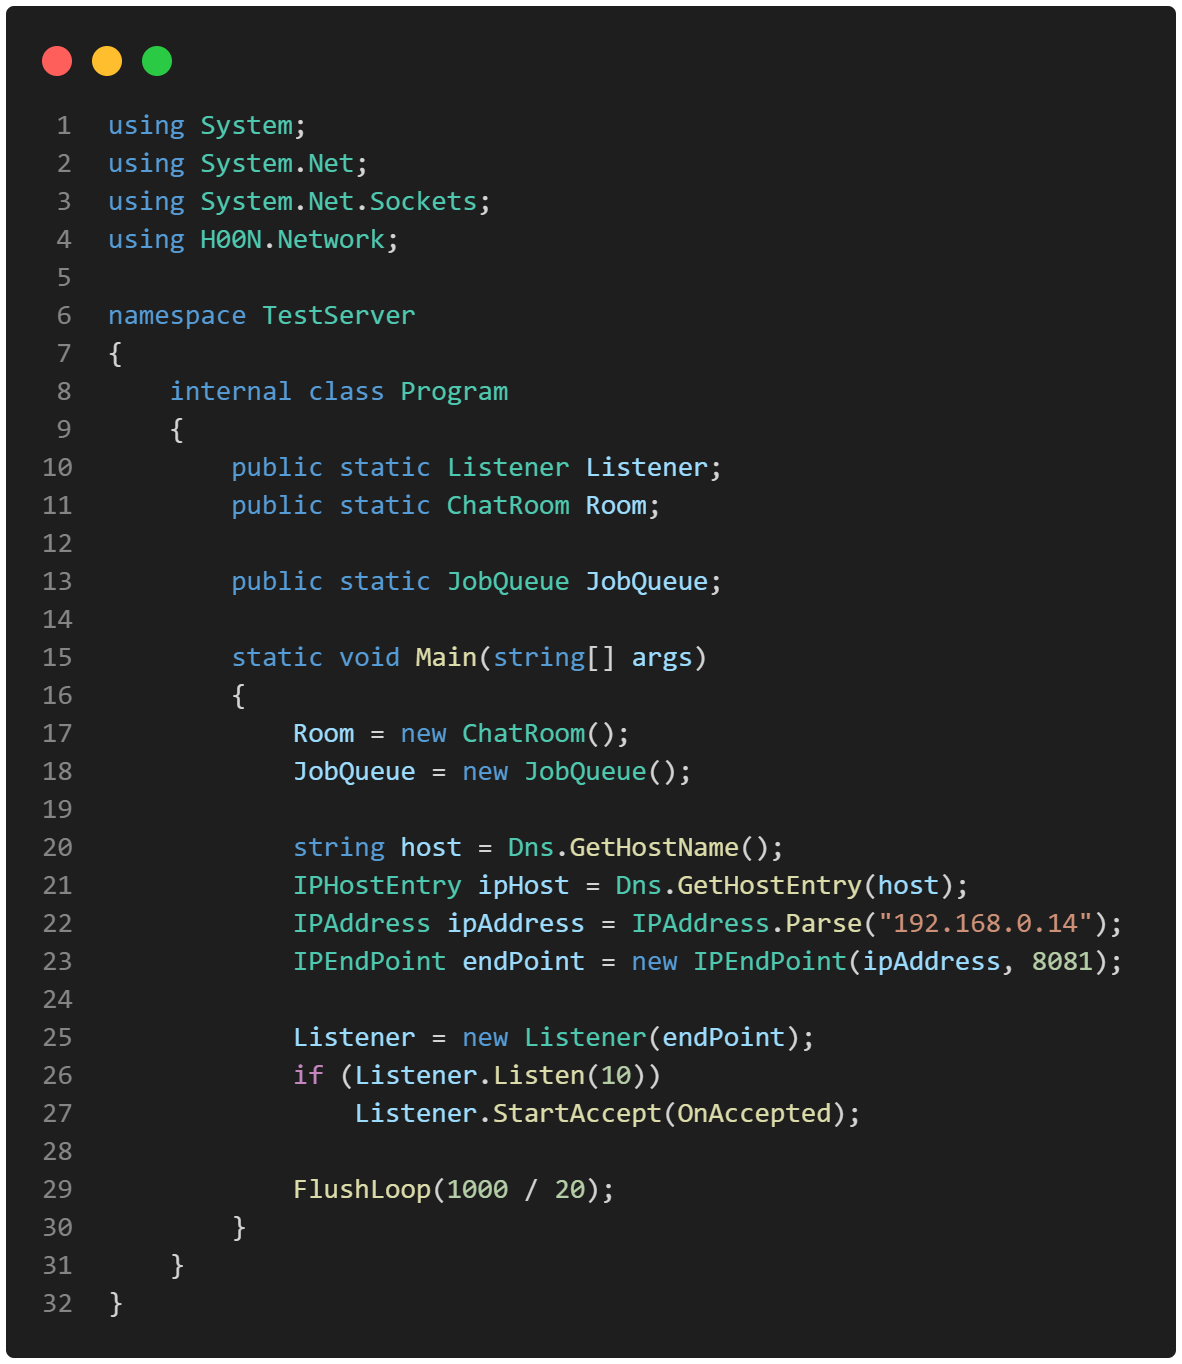 1 using System;
2 using System.Net;
3 using System.Net.Sockets;
4 using H00N.Network;
5
6 namespace TestServer
7 {
8     internal class Program
9     {
10         public static Listener Listener;
11         public static ChatRoom Room;
12
13         public static JobQueue JobQueue;
14
15         static void Main(string[] args)
16         {
17             Room = new ChatRoom();
18             JobQueue = new JobQueue();
19
20             string host = Dns.GetHostName();
21             IPHostEntry ipHost = Dns.GetHostEntry(host);
22             IPAddress ipAddress = IPAddress.Parse("192.168.0.14");
23             IPEndPoint endPoint = new IPEndPoint(ipAddress, 8081);
24
25             Listener = new Listener(endPoint);
26             if (Listener.Listen(10))
27                 Listener.StartAccept(OnAccepted);
28
29             FlushLoop(1000 / 20);
30         }
31     }
32 }